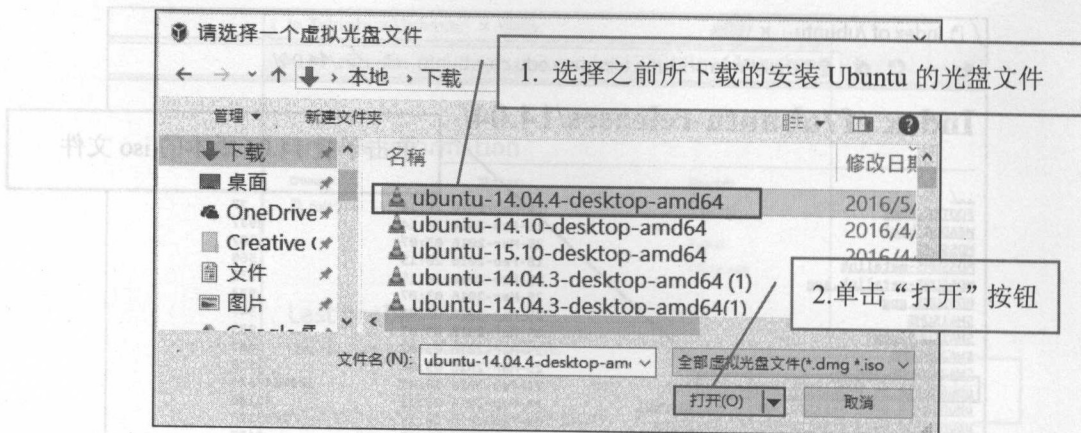 请选择一个虚拟光盘文件
1. 选择之前所下载的安装 Ubuntu 的光盘文件
本地 › 下载
管理 新建文件夹
下载
桌面
OneDrive
Creative
文件
图片
名稱 修改日期
ubuntu-14.04.4-desktop-amd64 2016/5/
ubuntu-14.10-desktop-amd64 2016/4/
ubuntu-15.10-desktop-amd64 2016/4
ubuntu-14.04.3-desktop-amd64 (1)
ubuntu-14.04.3-desktop-amd64(1)
2.单击“打开”按钮
文件名(N): ubuntu-14.04.4-desktop-am 全部虚拟光盘文件(*.dmg *.iso
打开(O) 取消